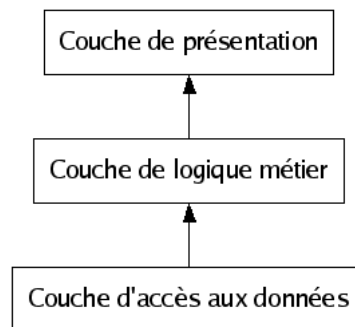 Couche de présentation
Couche de logique métier
Couche d'accès aux données